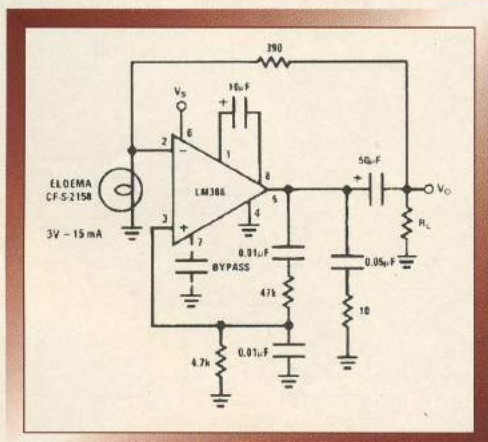 390
VS
10µF
+
6
2
−
1
8
+
50µF
VO
ELDEMA
CF-S-2158
LM386
5
3
+
4
7
RL
3V – 15 mA
0.01µF
BYPASS
0.05µF
47k
10
4.7k
0.01µF